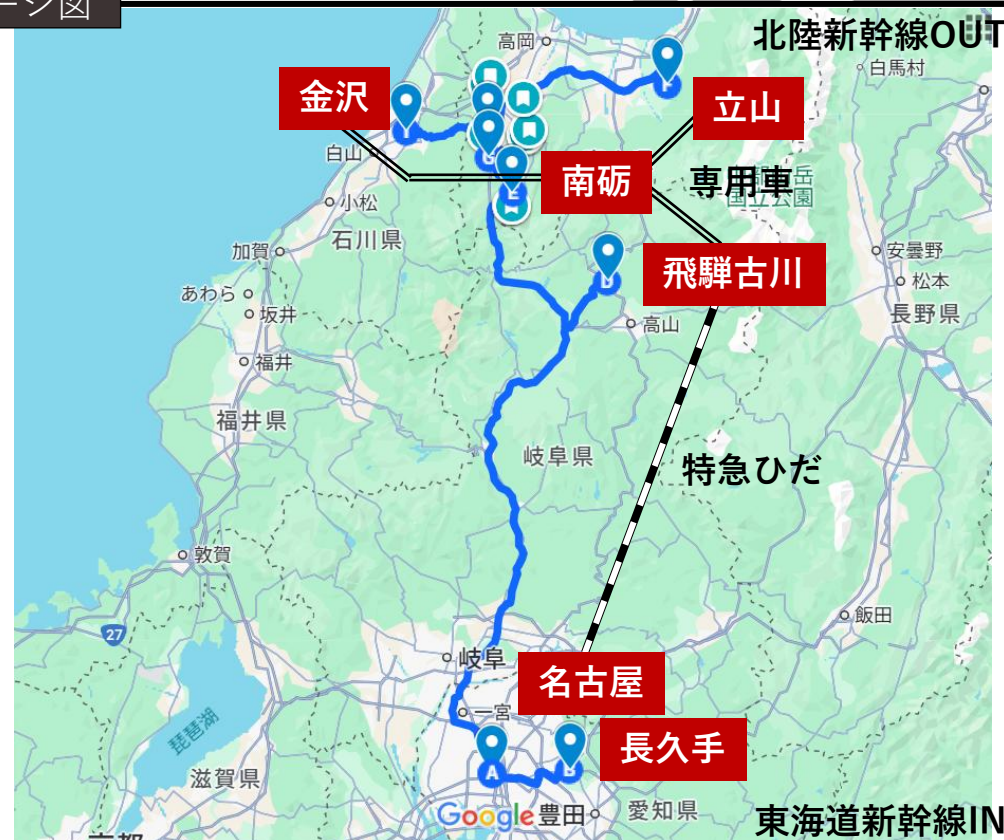 ーン図
北陸新幹線OUT
高岡
白馬村
金沢
立山
白山
南砺
専用車
国立公園
小松
石川県
加賀
飛騨古川
安曇野
松本
長野県
あわら
坂井
高山
福井
福井県
岐阜県
特急ひだ
敦賀
27
飯田
岐阜
名古屋
一宮
長久手
琵琶湖
滋賀県
A
B
D
E
F
G
I
Google
豊田
愛知県
東海道新幹線IN